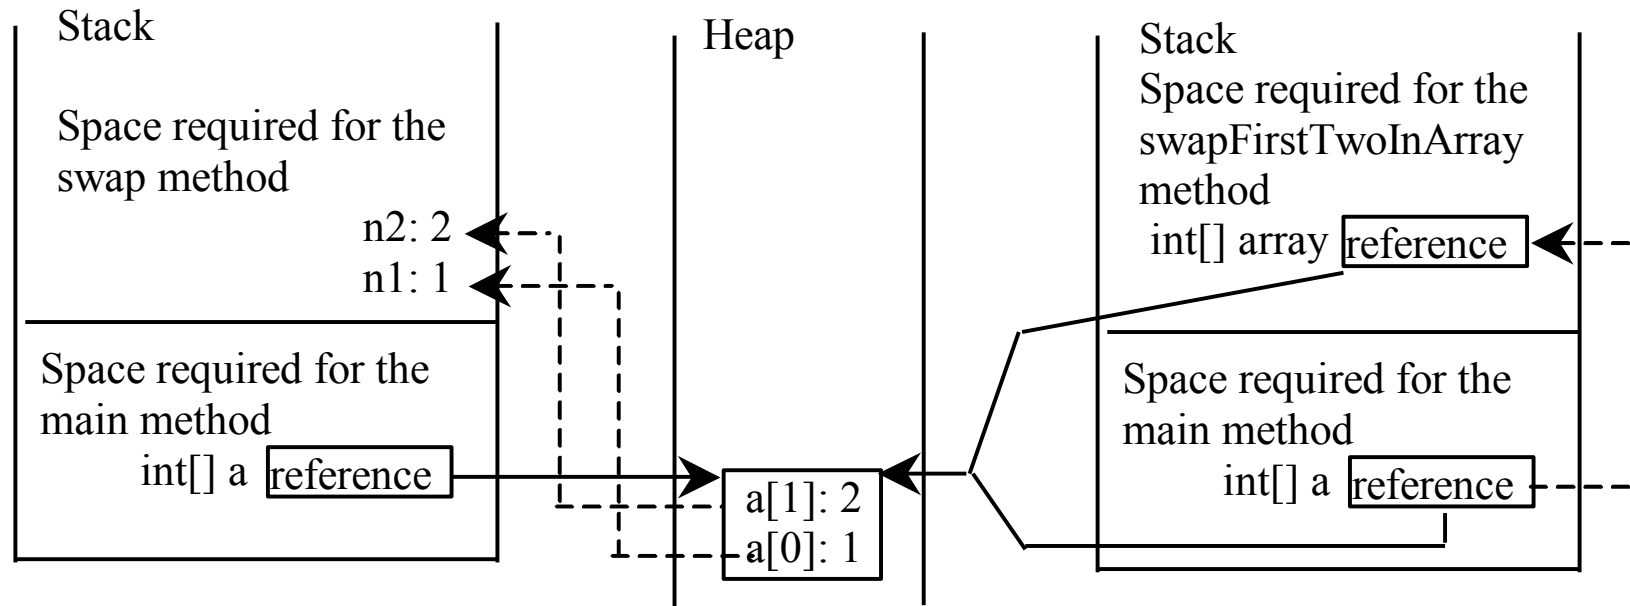 Stack
Space required for the
swap method
n2: 2
n1: 1
Space required for the
main method
int[] a reference
Heap
a[1]: 2
a[0]: 1
Stack
Space required for the
swapFirstTwoInArray
method
int[] array reference
Space required for the
main method
int[] a reference